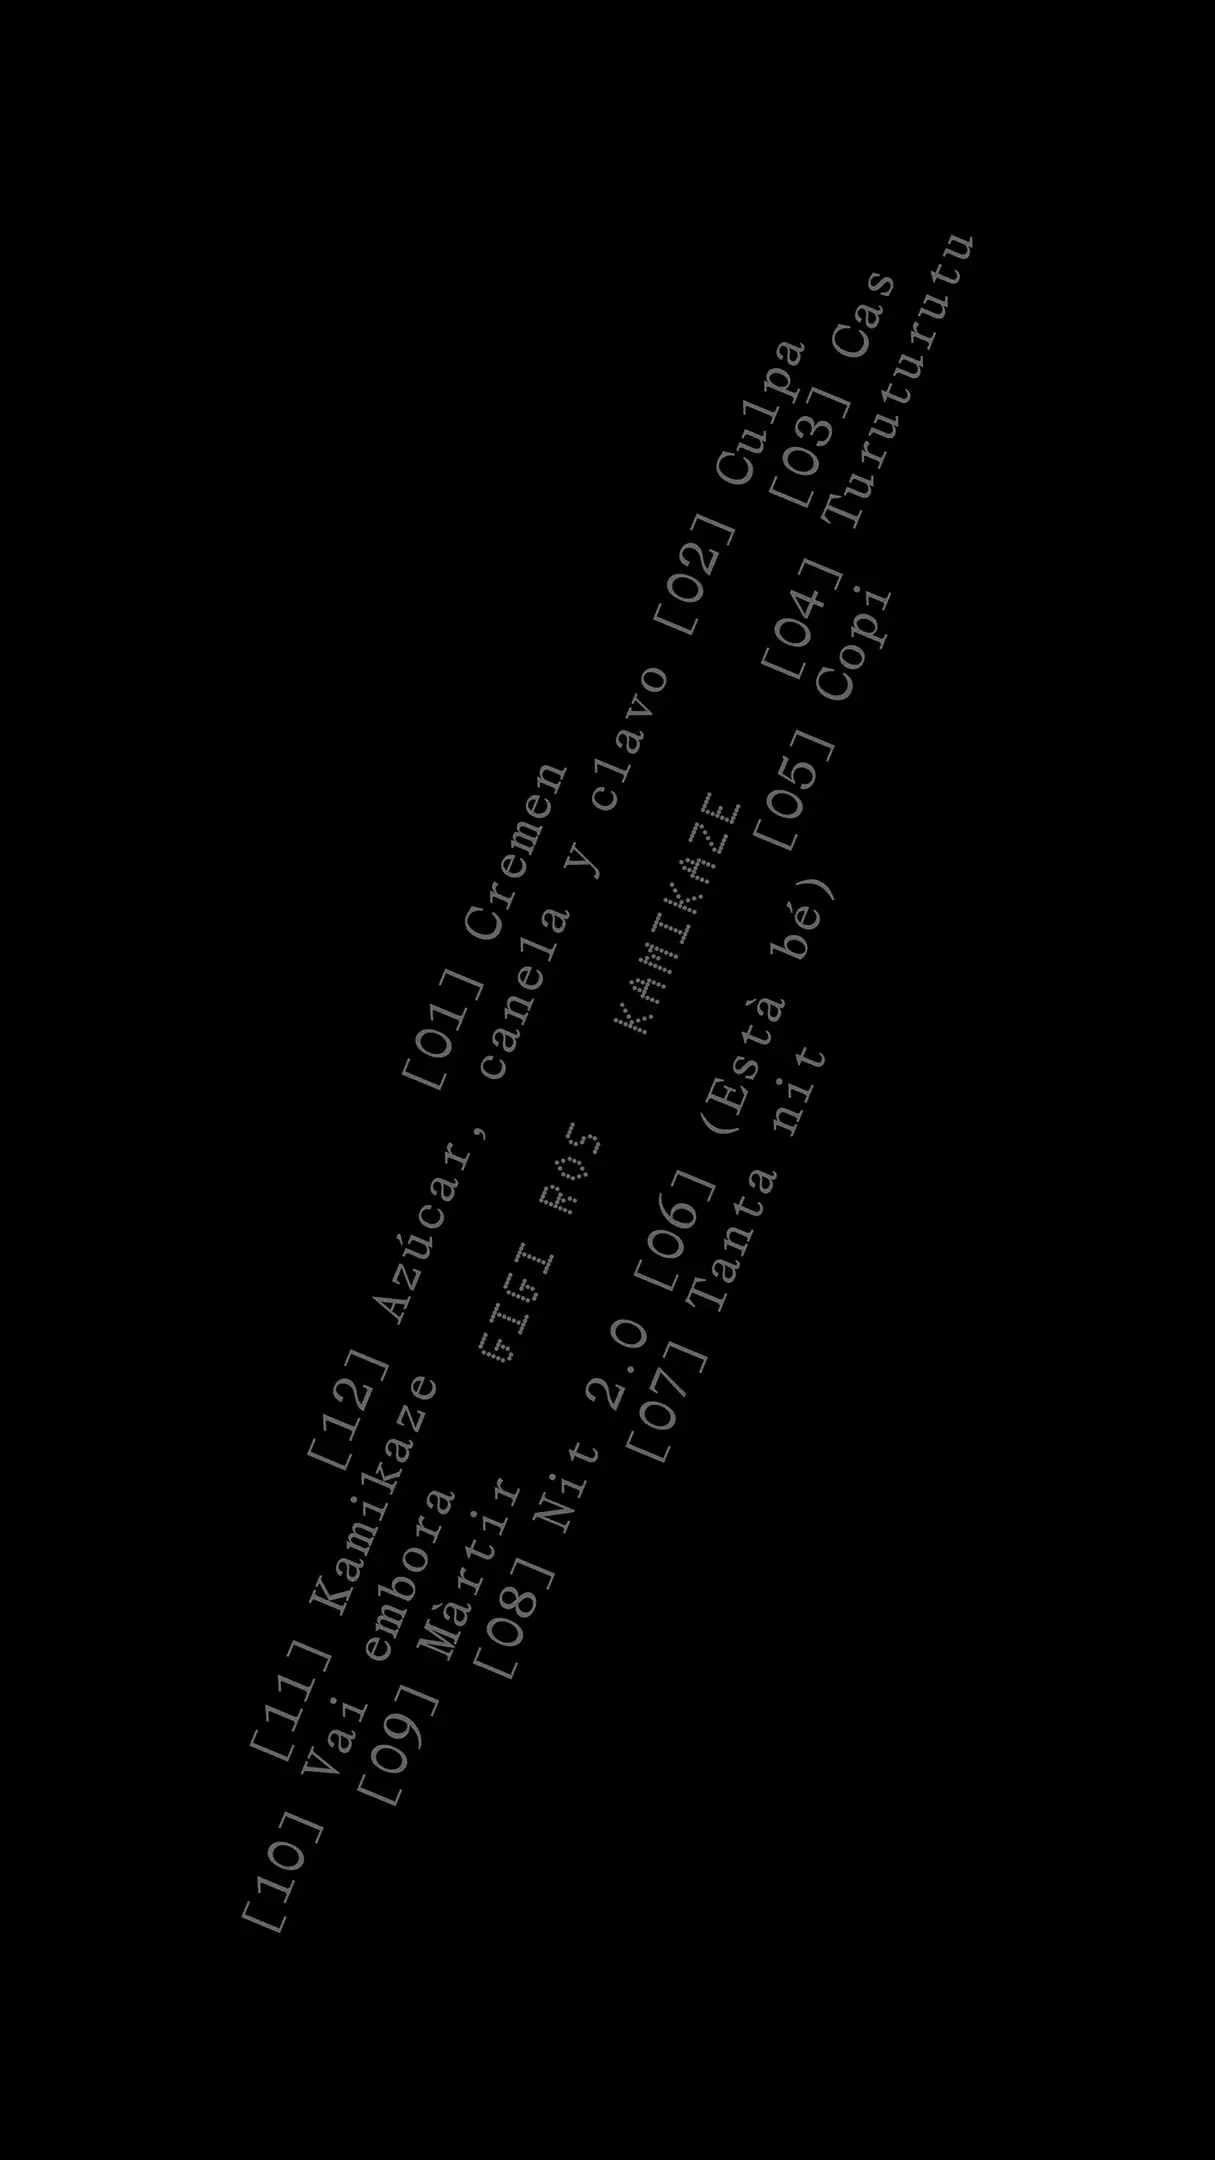 [01] Cremen
[02] Culpa
[03] Cas
[04] Turuturutu
[05] Copi
[06] (Està bé)
[07] Tanta nit
[08] Nit 2.0
[09] Màrtir
[10] Vai embora
[11] Kamikaze
[12] Azúcar, canela y clavo
GIGI ROS
KAMIKAZE